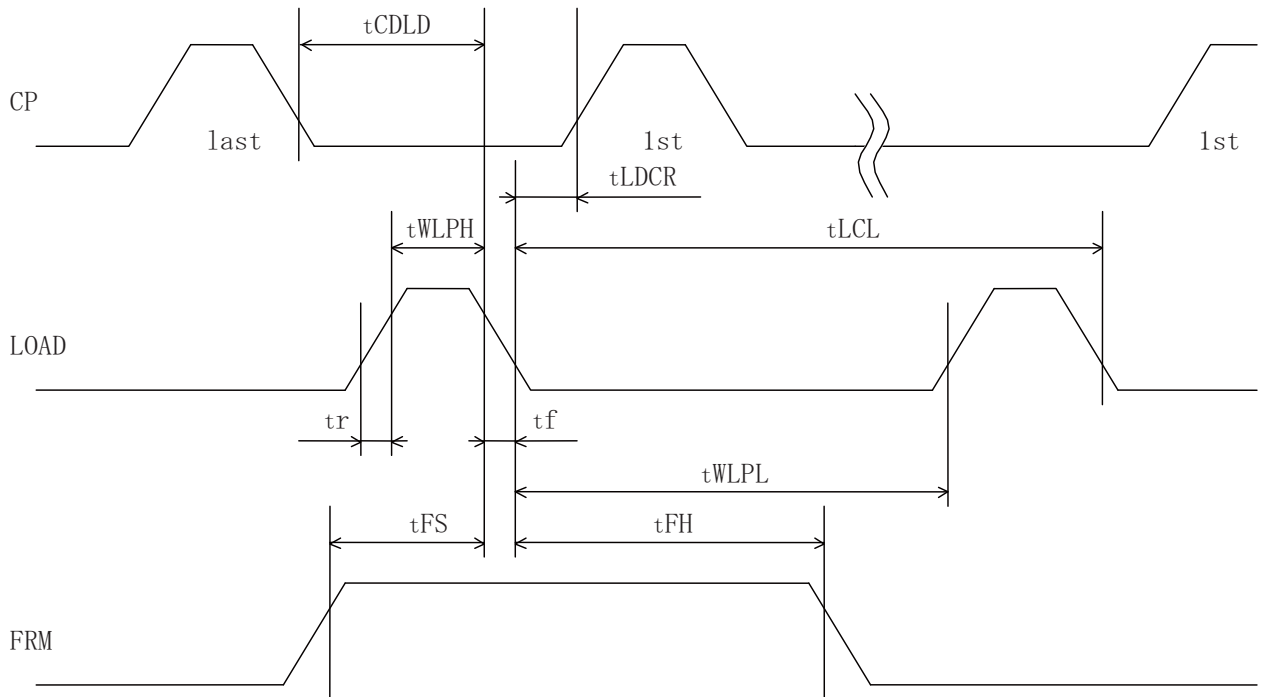 tCDLD
CP
last
1st
1st
tLDCR
tWLPH
tLCL
LOAD
tr
tf
tWLPL
tFS
tFH
FRM